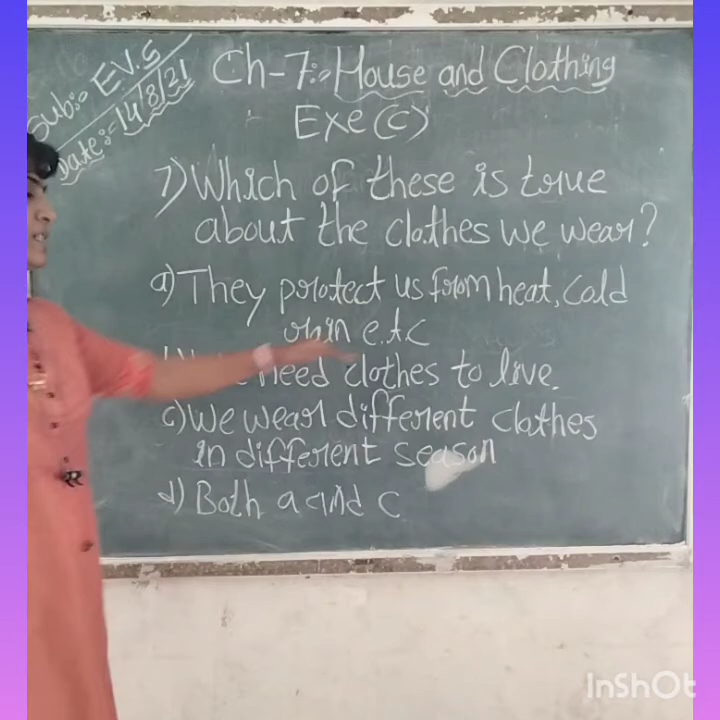 Sub:- E.V.S
Date:- 14/8/21
Ch-7:- House and Clothing
Exe (c)
7) Which of these is true
about the clothes we wear?
a) They protect us from heat, cold
rain e.t.c
need clothes to live.
c) We wear different clothes
in different season
d) Both a and c
InShOt